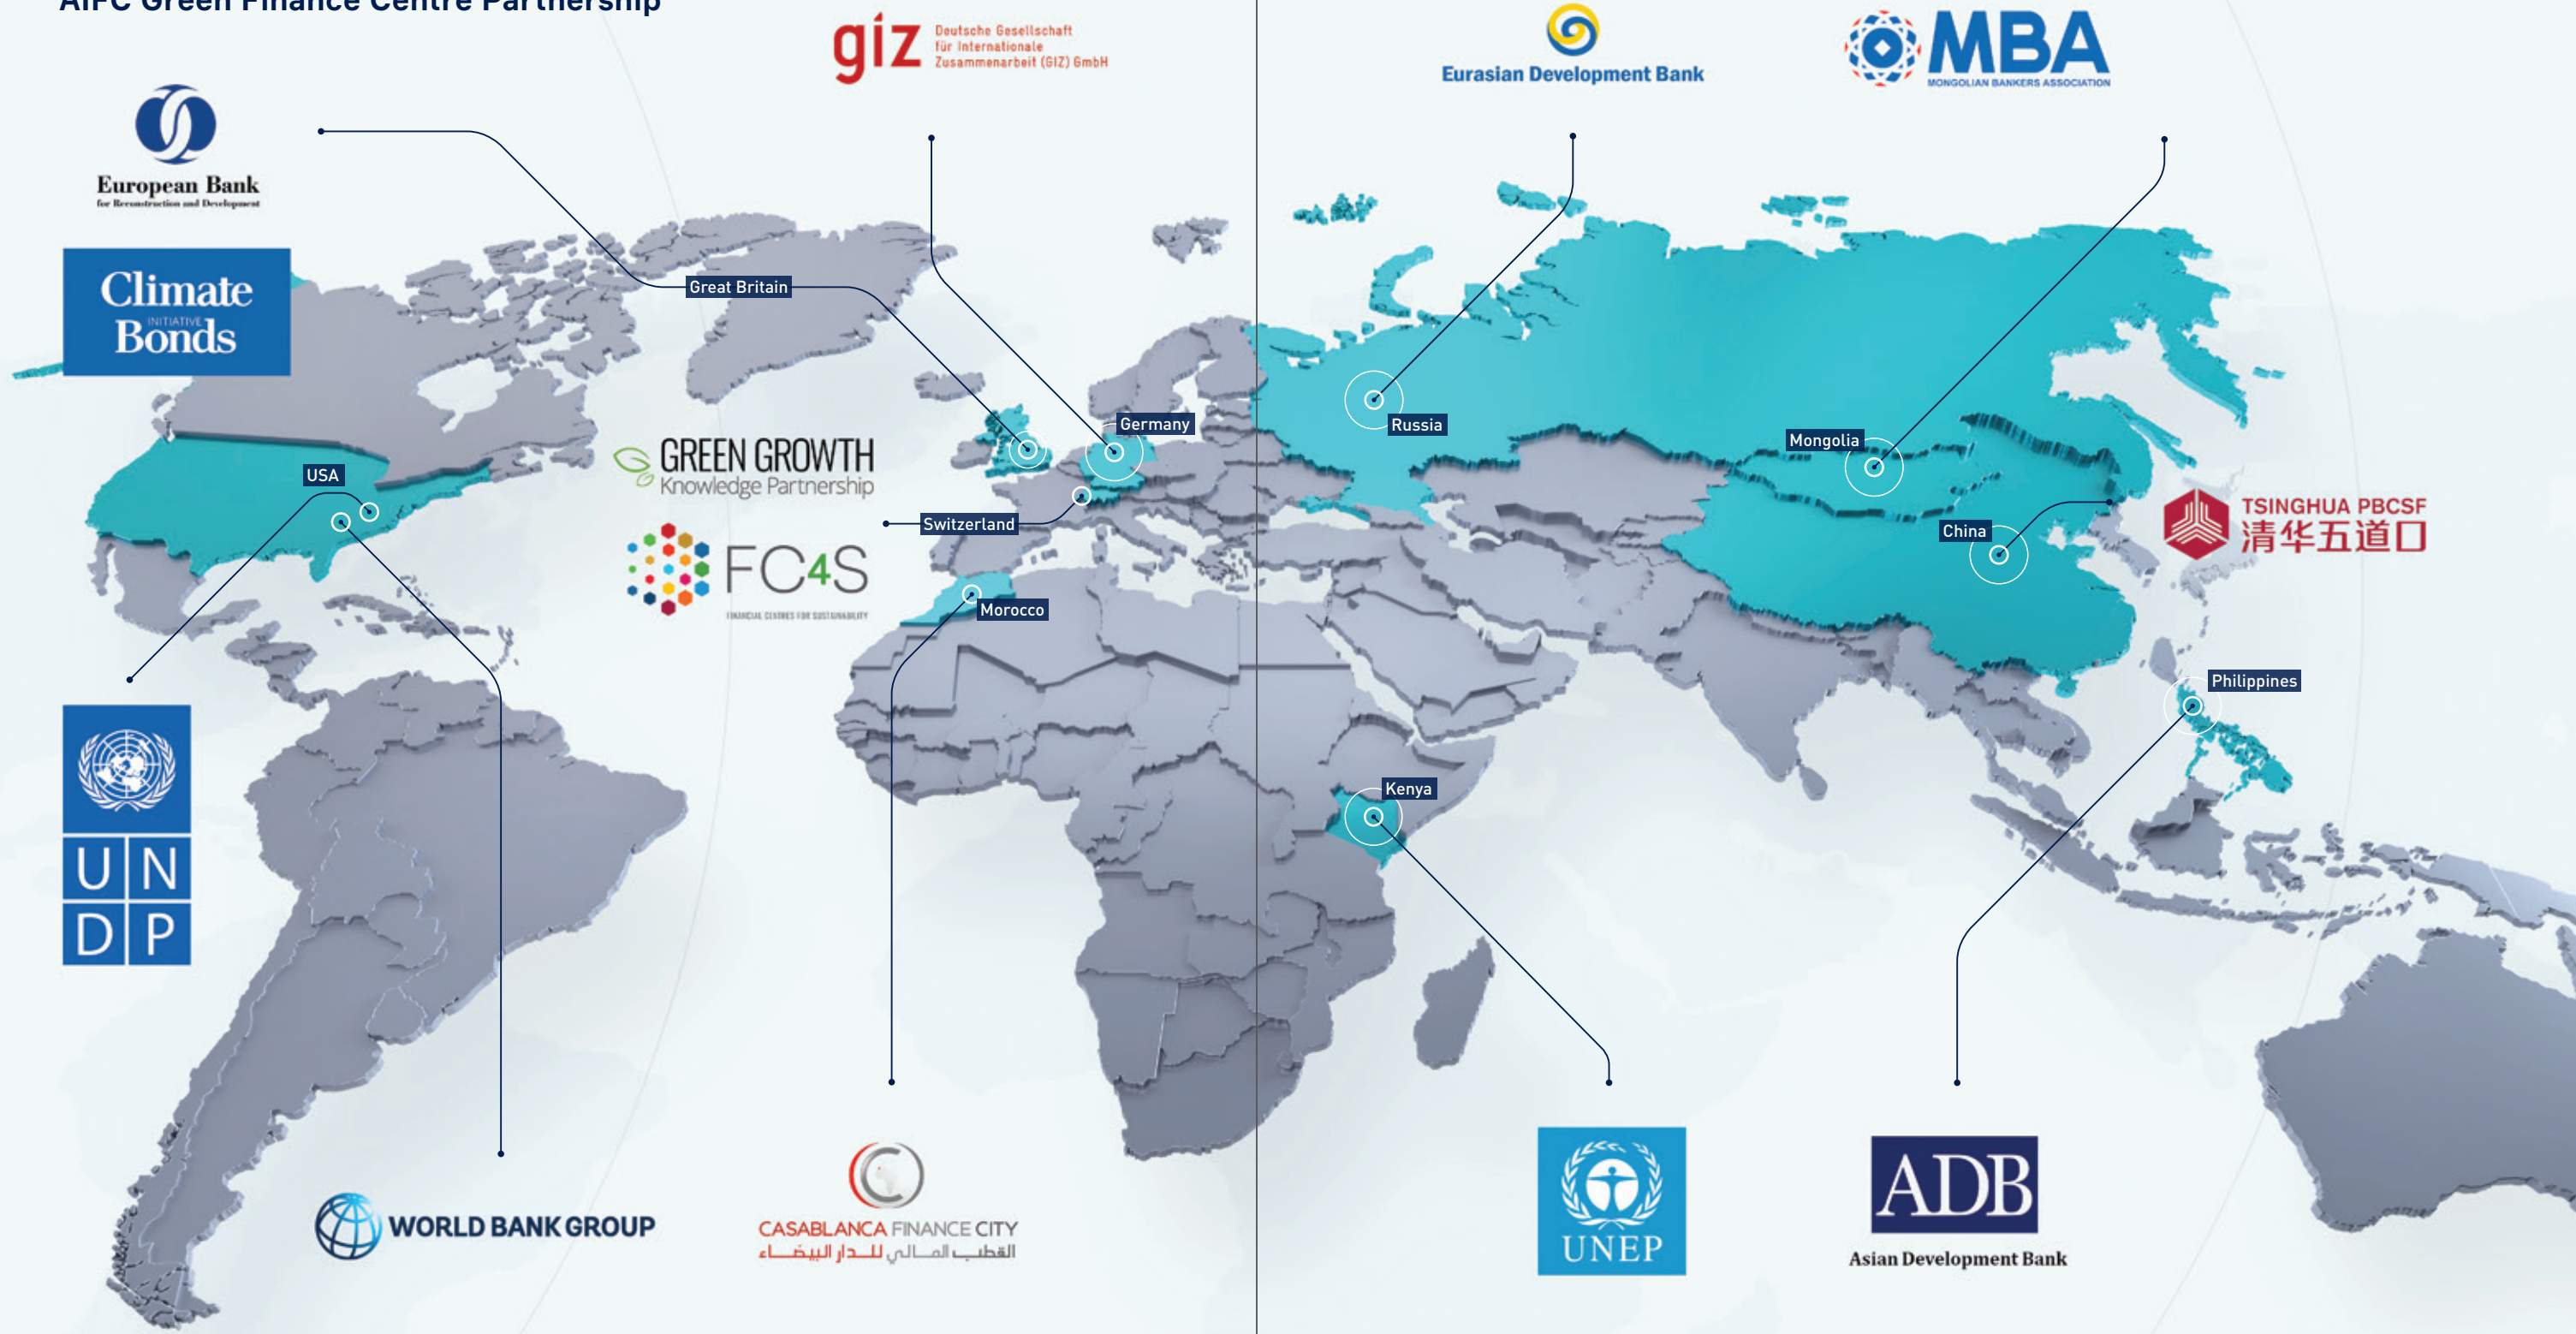 AIFC Green Finance Centre Partnership
giz
Deutsche Gesellschaft
für Internationale
Zusammenarbeit (GIZ) GmbH
Eurasian Development Bank
MBA
MONGOLIAN BANKERS ASSOCIATION
European Bank
for Reconstruction and Development
Climate
INITIATIVE
Bonds
Great Britain
Germany
Russia
Mongolia
USA
GREEN GROWTH
Knowledge Partnership
Switzerland
China
TSINGHUA PBCSF
清华五道口
FC4S
FINANCIAL CENTRES FOR SUSTAINABILITY
Morocco
Philippines
UN
DP
Kenya
WORLD BANK GROUP
CASABLANCA FINANCE CITY
القطب المالي للدار البيضاء
UNEP
ADB
Asian Development Bank